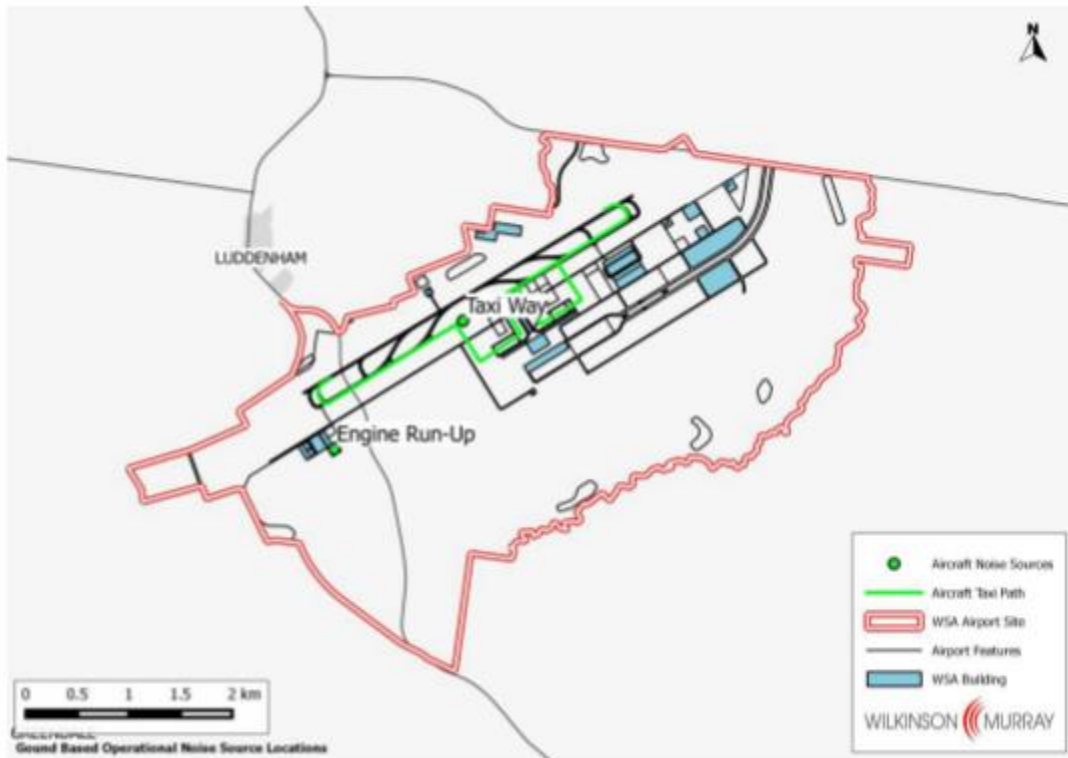 N
LUDDENHAM
Taxi Way
Engine Run-Up
Aircraft Noise Sources
Aircraft Taxi Path
WSA Airport Site
Airport Features
WSA Building
WILKINSON MURRAY
0 0.5 1 1.5 2 km
Gound Based Operational Noise Source Locations